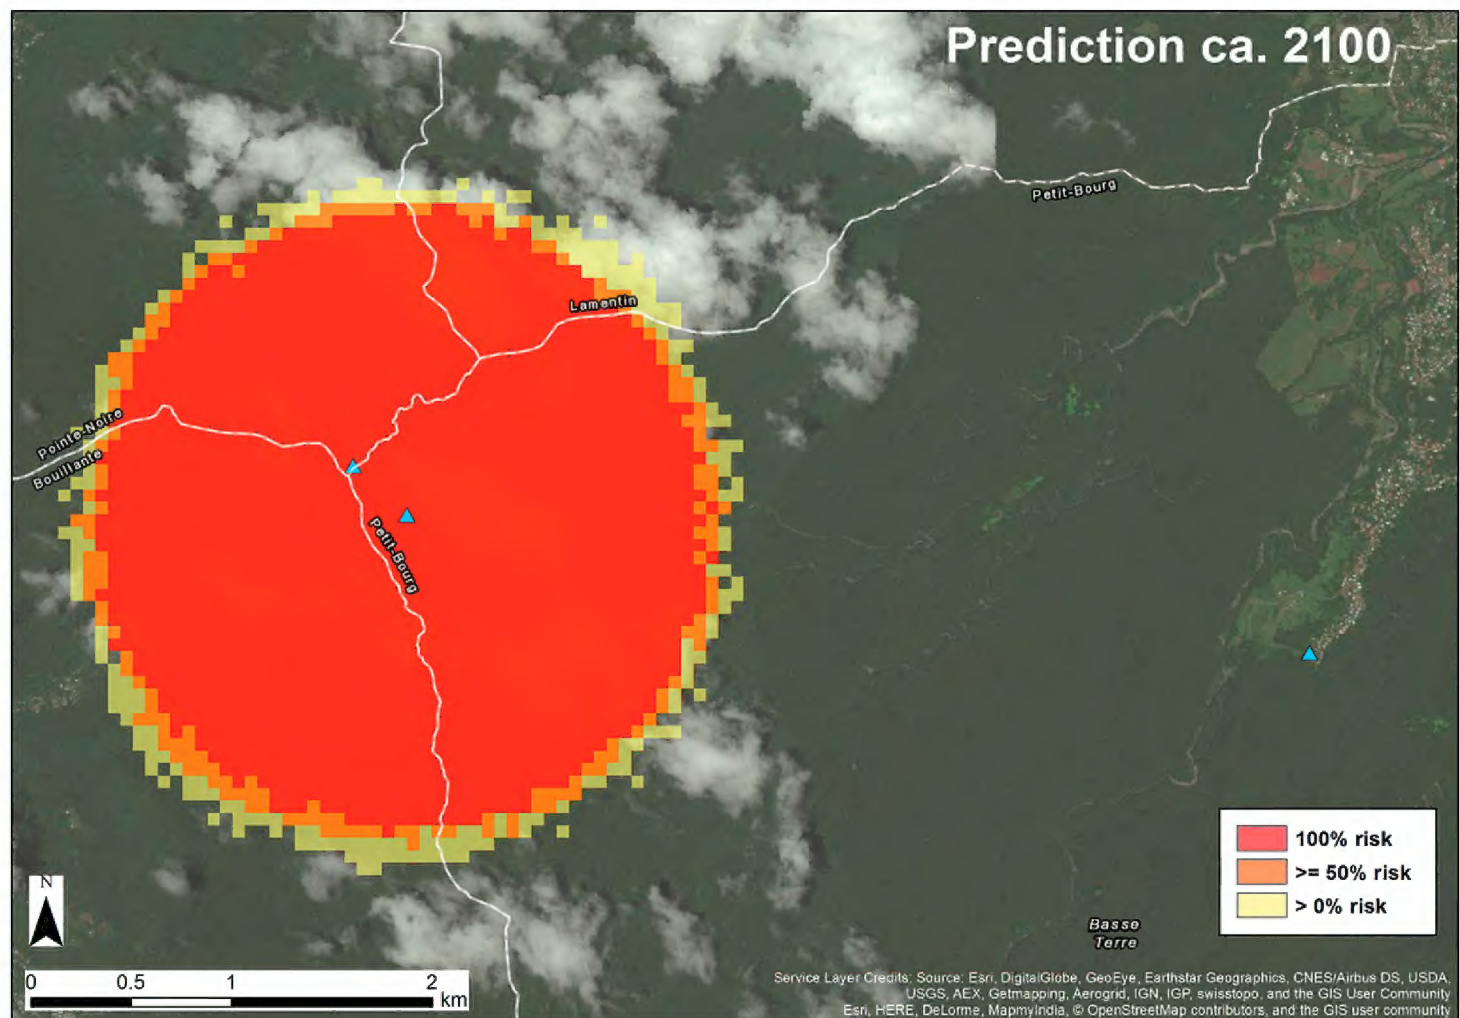 Prediction ca. 2100
Petit-Bourg
Lamentin
Pointe-Noire
Bouillante
Petit-Bourg
100% risk
>= 50% risk
> 0% risk
N
Basse
Terre
0 0.5 1 2
km
Service Layer Credits: Source: Esri, DigitalGlobe, GeoEye, Earthstar Geographics, CNES/Airbus DS, USDA,
USGS, AEX, Getmapping, Aerogrid, IGN, IGP, swisstopo, and the GIS User Community
Esri, HERE, DeLorme, MapmyIndia, © OpenStreetMap contributors, and the GIS user community